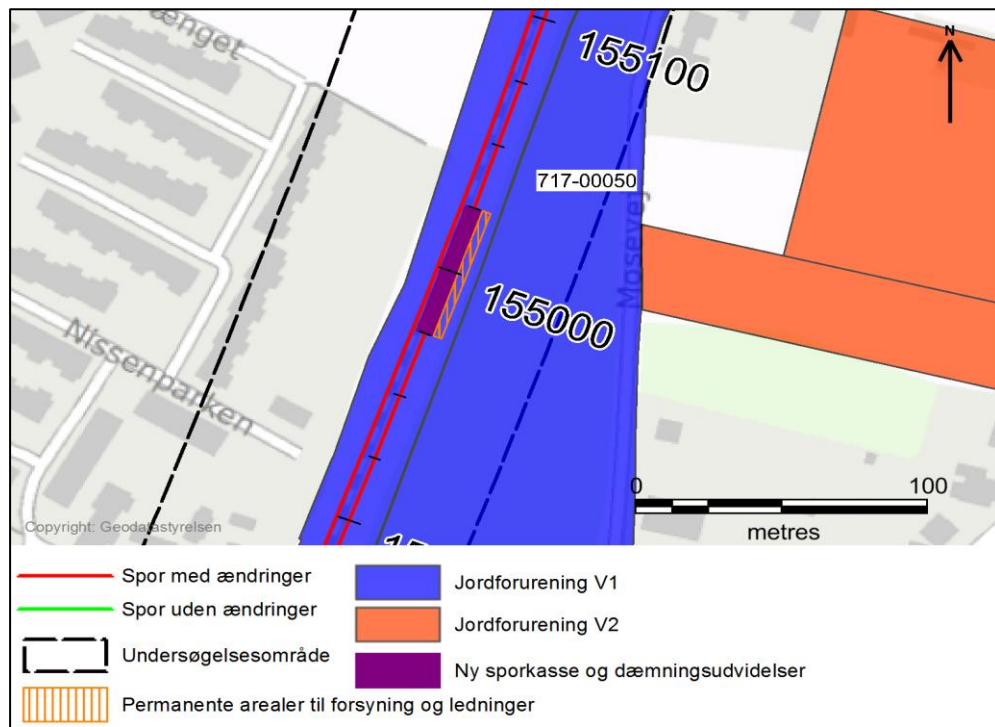 ænget
155100
N
717-00050
Mosevej
155000
Nissenparken
0 100
metres
Copyright: Geodatastyrelsen
Spor med ændringer
Spor uden ændringer
Undersøgelsesområde
Permanente arealer til forsyning og ledninger
Jordforurening V1
Jordforurening V2
Ny sporkasse og dæmningsudvidelser